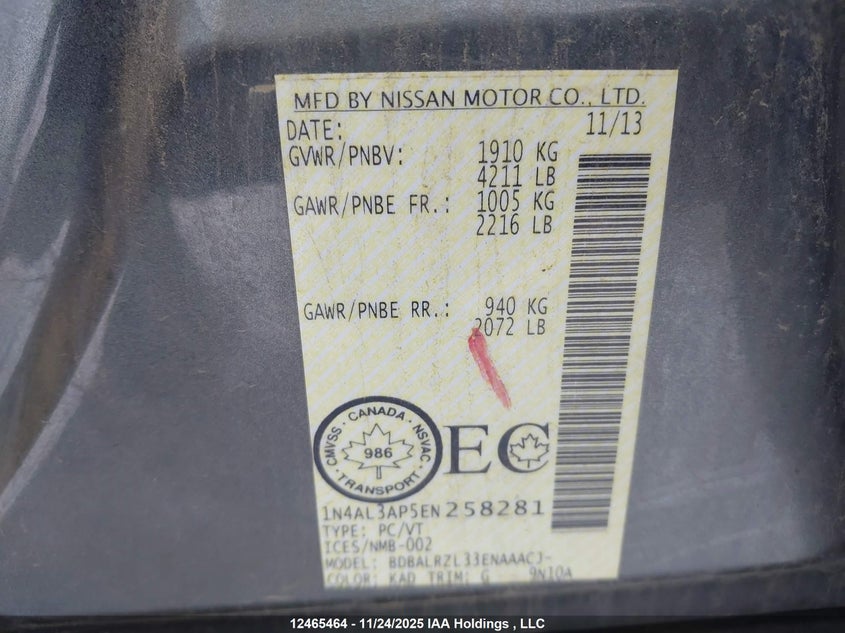 MFD BY NISSAN MOTOR CO., LTD.
DATE: 11/13
GVWR/PNBV: 1910 KG
4211 LB
GAWR/PNBE FR.: 1005 KG
2216 LB
GAWR/PNBE RR.: 940 KG
2072 LB
CANADA · NSVAC · TRANSPORT · CMVSS ·
986
EC
1N4AL3AP5EN258281
TYPE: PC/VT
ICES/NMB-002
MODEL: BDBALRZL33ENAAACJ-
COLOR: KAD TRIM: G 9N10A
12465464 - 11/24/2025 IAA Holdings , LLC